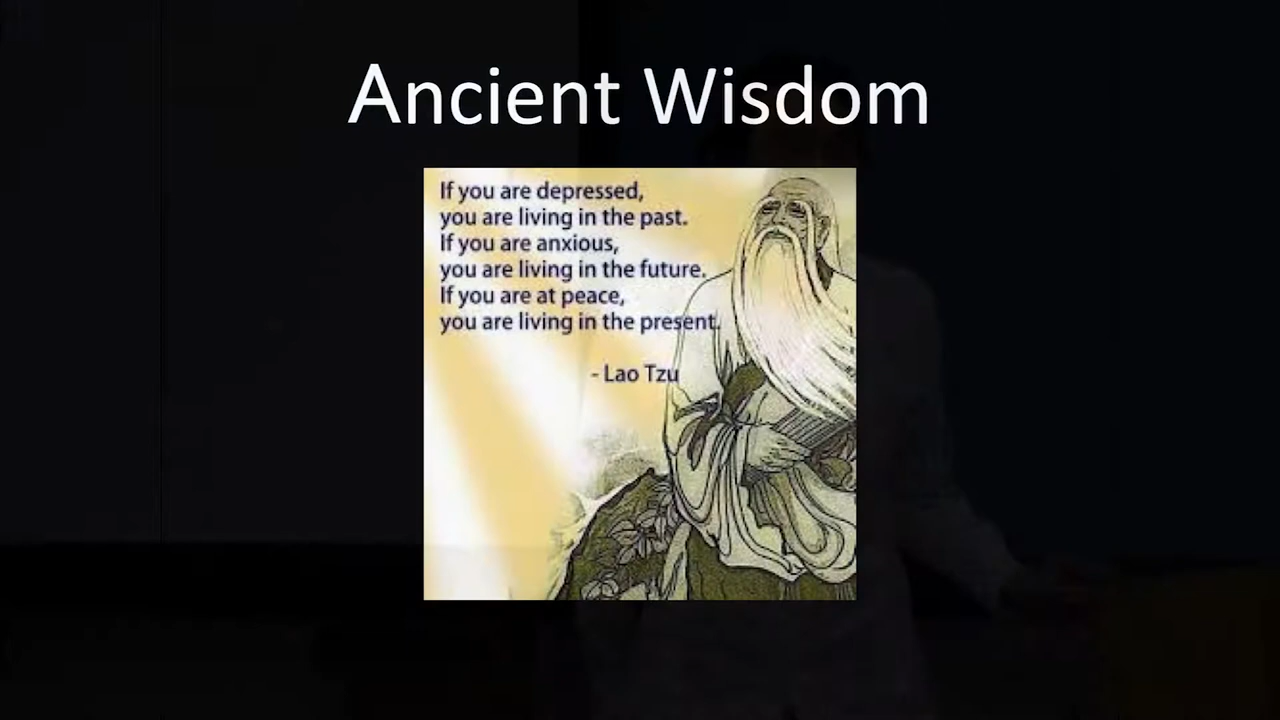 Ancient Wisdom
If you are depressed,
you are living in the past.
If you are anxious,
you are living in the future.
If you are at peace,
you are living in the present.
- Lao Tzu